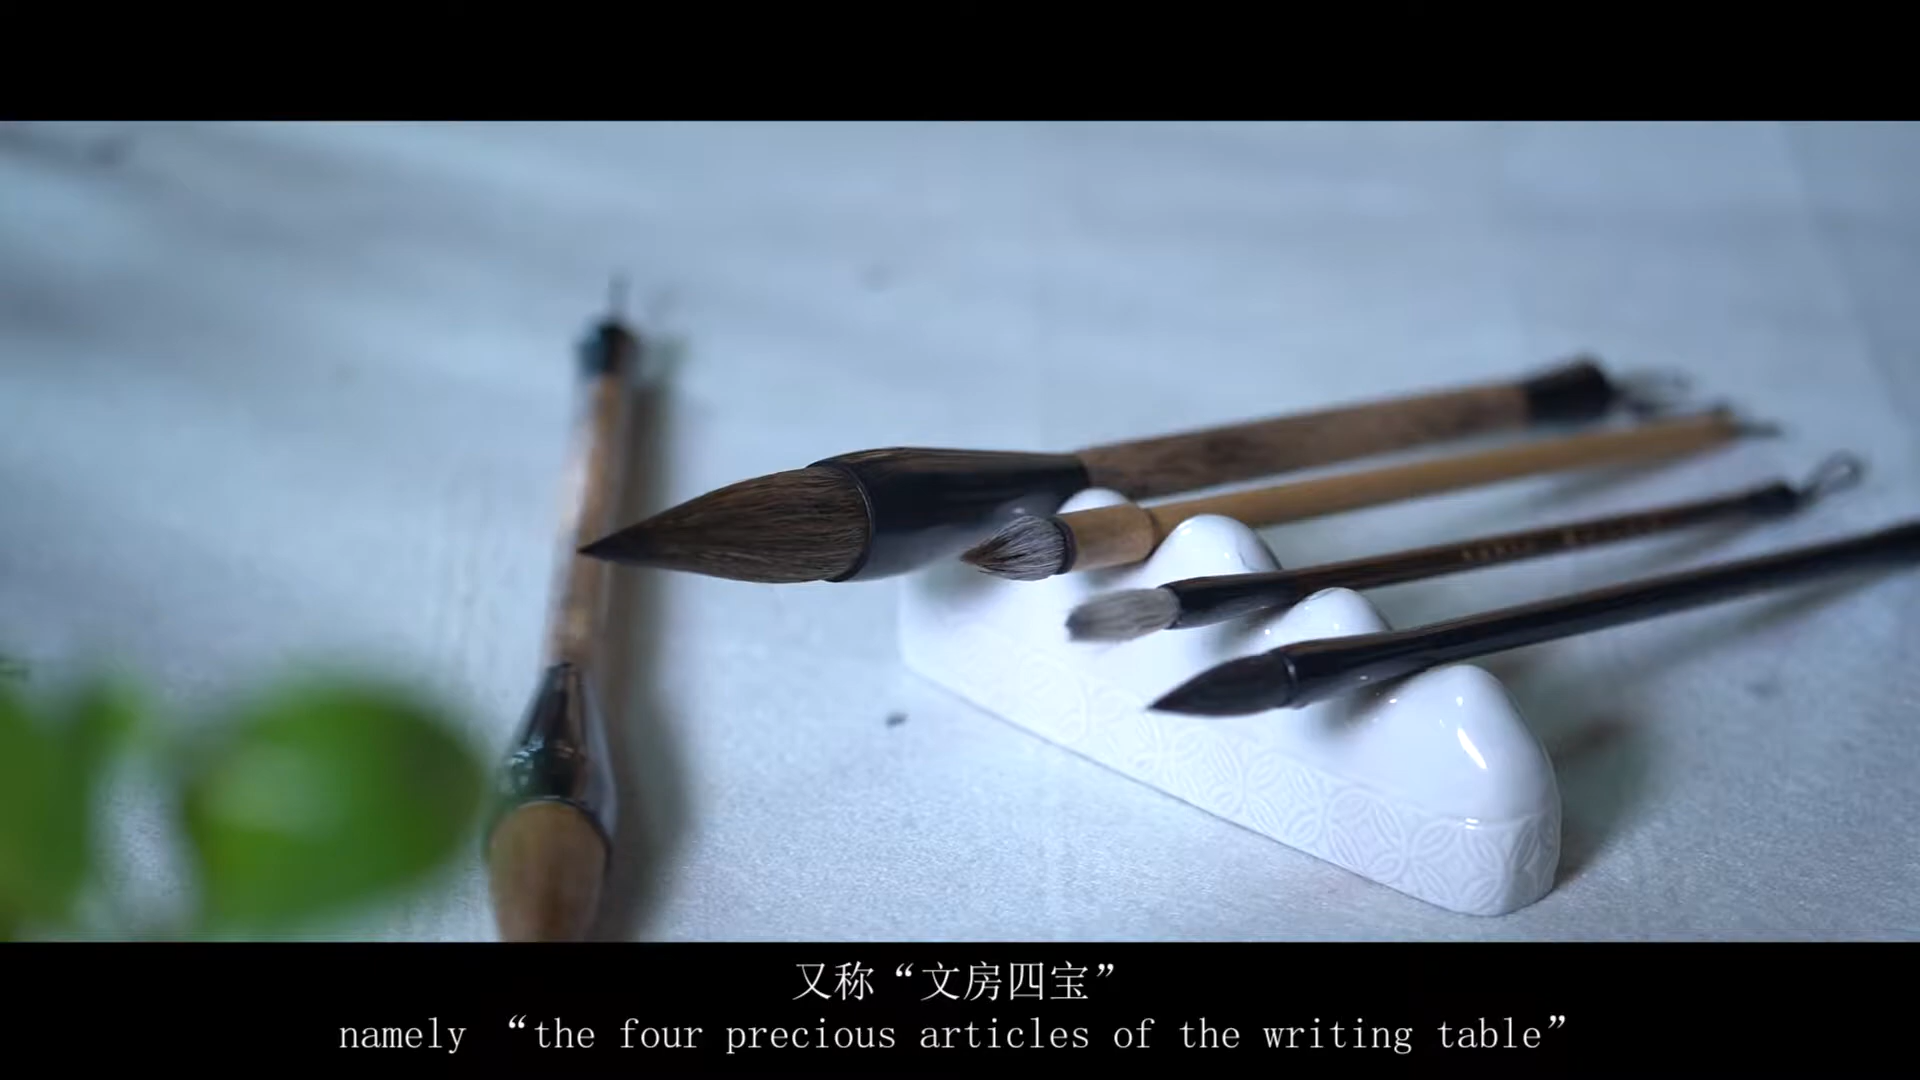 又称“文房四宝”
namely “the four precious articles of the writing table”